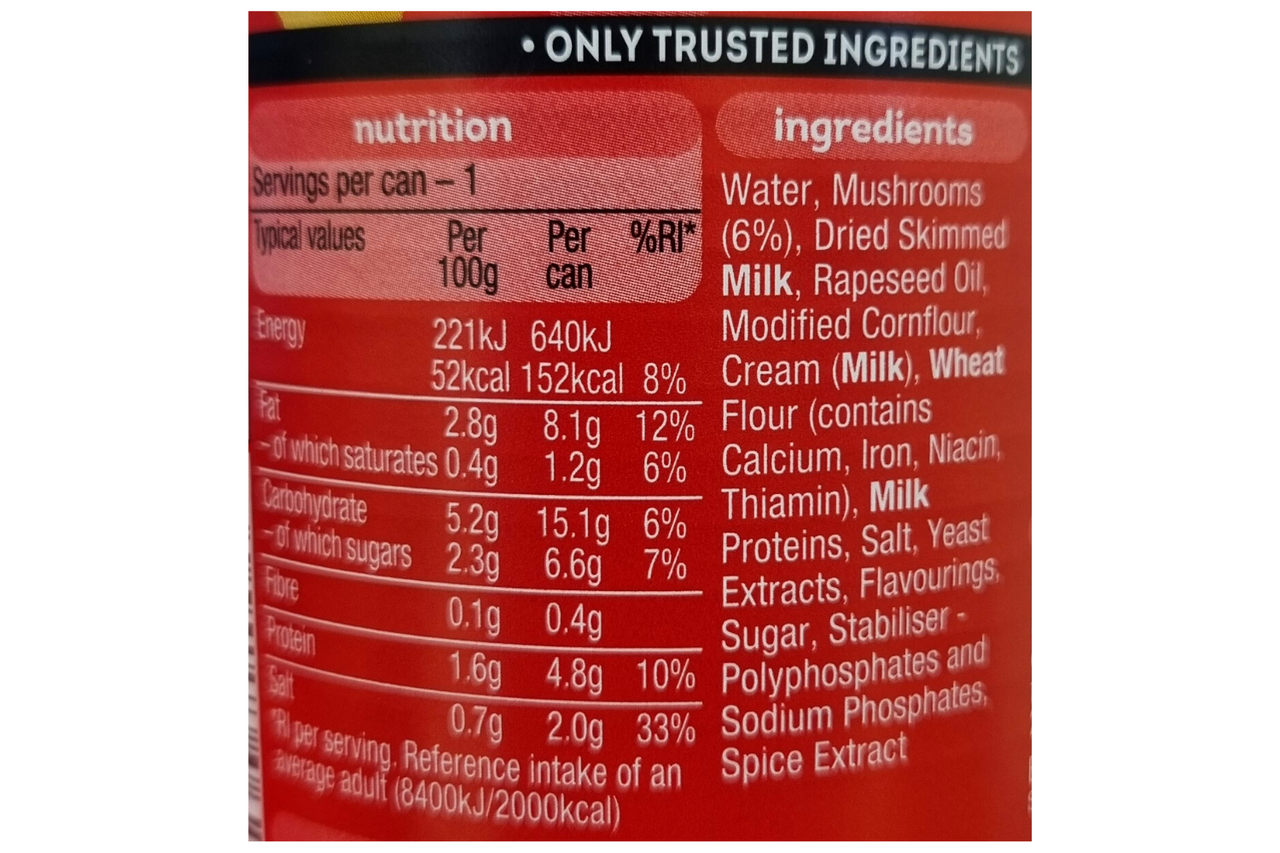 • ONLY TRUSTED INGREDIENTS
nutrition
Servings per can – 1
Typical values Per 100g Per can %RI*
Energy 221kJ 640kJ
52kcal 152kcal 8%
Fat 2.8g 8.1g 12%
– of which saturates 0.4g 1.2g 6%
Carbohydrate 5.2g 15.1g 6%
– of which sugars 2.3g 6.6g 7%
Fibre 0.1g 0.4g
Protein 1.6g 4.8g 10%
Salt 0.7g 2.0g 33%
*RI per serving. Reference intake of an
average adult (8400kJ/2000kcal)
ingredients
Water, Mushrooms
(6%), Dried Skimmed
Milk, Rapeseed Oil,
Modified Cornflour,
Cream (Milk), Wheat
Flour (contains
Calcium, Iron, Niacin,
Thiamin), Milk
Proteins, Salt, Yeast
Extracts, Flavourings,
Sugar, Stabiliser -
Polyphosphates and
Sodium Phosphates,
Spice Extract